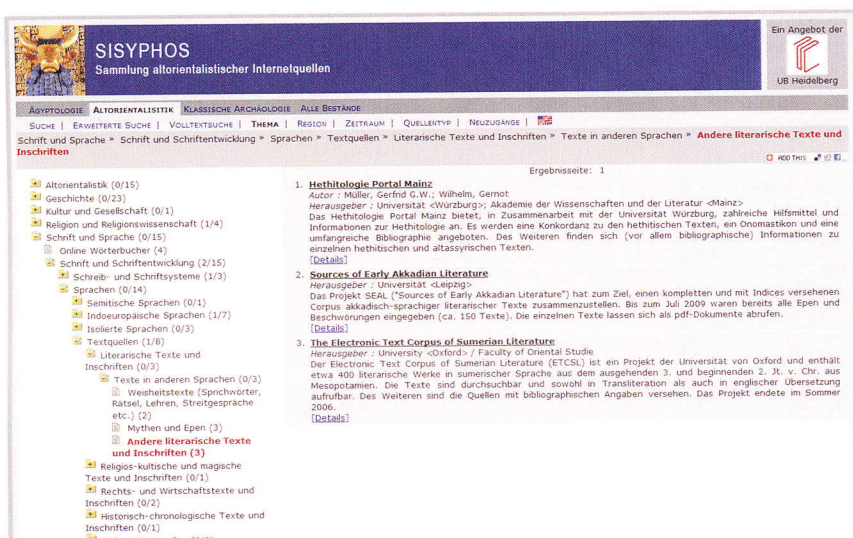 SISYPHOS
Sammlung altorientalistischer Internetquellen
Ein Angebot der
UB Heidelberg
ÄGYPTOLOGIE ALTORIENTALISITIK KLASSISCHE ARCHÄOLOGIE ALLE BESTÄNDE
SUCHE | ERWEITERTE SUCHE | VOLLTEXTSUCHE | THEMA | REGION | ZEITRAUM | QUELLENTYP | NEUZUGÄNGE |
Schrift und Sprache » Schrift und Schriftentwicklung » Sprachen » Textquellen » Literarische Texte und Inschriften » Texte in anderen Sprachen » Andere literarische Texte und
Inschriften
ADD THIS
Ergebnisseite: 1
Altorientalistik (0/15)
Geschichte (0/23)
Kultur und Gesellschaft (0/1)
Religion und Religionswissenschaft (1/4)
Schrift und Sprache (0/15)
Online Wörterbücher (4)
Schrift und Schriftentwicklung (2/15)
Schreib- und Schriftsysteme (1/3)
Sprachen (0/14)
Semitische Sprachen (0/1)
Indoeuropäische Sprachen (1/7)
Isolierte Sprachen (0/3)
Textquellen (1/8)
Literarische Texte und
Inschriften (0/3)
Texte in anderen Sprachen (0/3)
Weisheitstexte (Sprichwörter,
Rätsel, Lehren, Streitgespräche
etc.) (2)
Mythen und Epen (3)
Andere literarische Texte
und Inschriften (3)
Religiös-kultische und magische
Texte und Inschriften (0/1)
Rechts- und Wirtschaftstexte und
Inschriften (0/2)
Historisch-chronologische Texte und
Inschriften (0/1)
1. Hethitologie Portal Mainz
Autor : Müller, Gerfrid G.W.; Wilhelm, Gernot
Herausgeber : Universität <Würzburg>; Akademie der Wissenschaften und der Literatur <Mainz>
Das Hethitologie Portal Mainz bietet, in Zusammenarbeit mit der Universität Würzburg, zahlreiche Hilfsmittel und
Informationen zur Hethitologie an. Es werden eine Konkordanz zu den hethitischen Texten, ein Onomastikon und eine
umfangreiche Bibliographie angeboten. Des Weiteren finden sich (vor allem bibliographische) Informationen zu
einzelnen hethitischen und altassyrischen Texten.
[Details]
2. Sources of Early Akkadian Literature
Herausgeber : Universität <Leipzig>
Das Projekt SEAL ("Sources of Early Akkadian Literature") hat zum Ziel, einen kompletten und mit Indices versehenen
Corpus akkadisch-sprachiger literarischer Texte zusammenzustellen. Bis zum Juli 2009 waren bereits alle Epen und
Beschwörungen eingegeben (ca. 150 Texte). Die einzelnen Texte lassen sich als pdf-Dokumente abrufen.
[Details]
3. The Electronic Text Corpus of Sumerian Literature
Herausgeber : University <Oxford> / Faculty of Oriental Studie
Der Electronic Text Corpus of Sumerian Literature (ETCSL) ist ein Projekt der Universität von Oxford und enthält
etwa 400 literarische Werke in sumerischer Sprache aus dem ausgehenden 3. und beginnenden 2. Jt. v. Chr. aus
Mesopotamien. Die Texte sind durchsuchbar und sowohl in Transliteration als auch in englischer Übersetzung
aufrufbar. Des Weiteren sind die Quellen mit bibliographischen Angaben versehen. Das Projekt endete im Sommer
2006.
[Details]